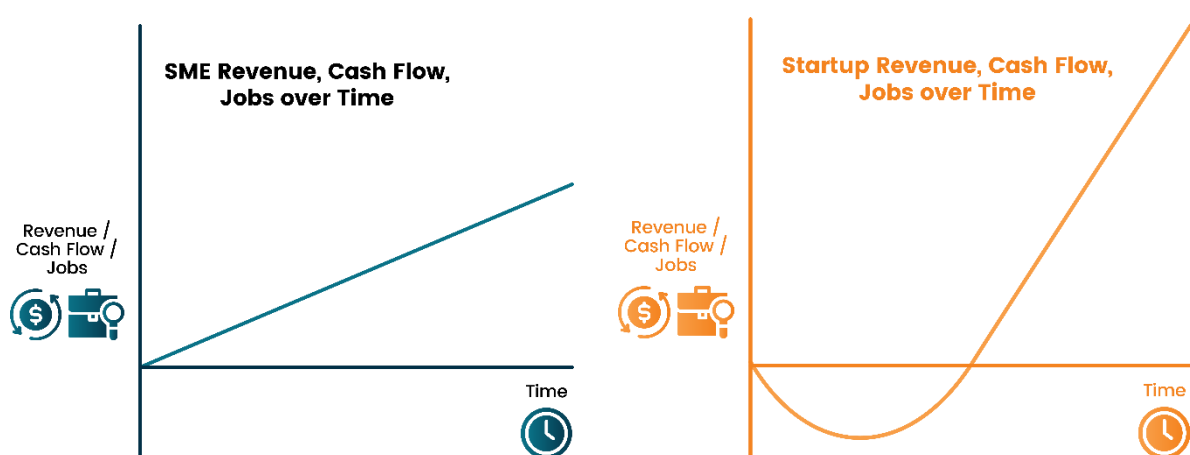 SME Revenue, Cash Flow,
Jobs over Time
Revenue /
Cash Flow /
Jobs
$
Time
Startup Revenue, Cash Flow,
Jobs over Time
Revenue /
Cash Flow /
Jobs
$
Time